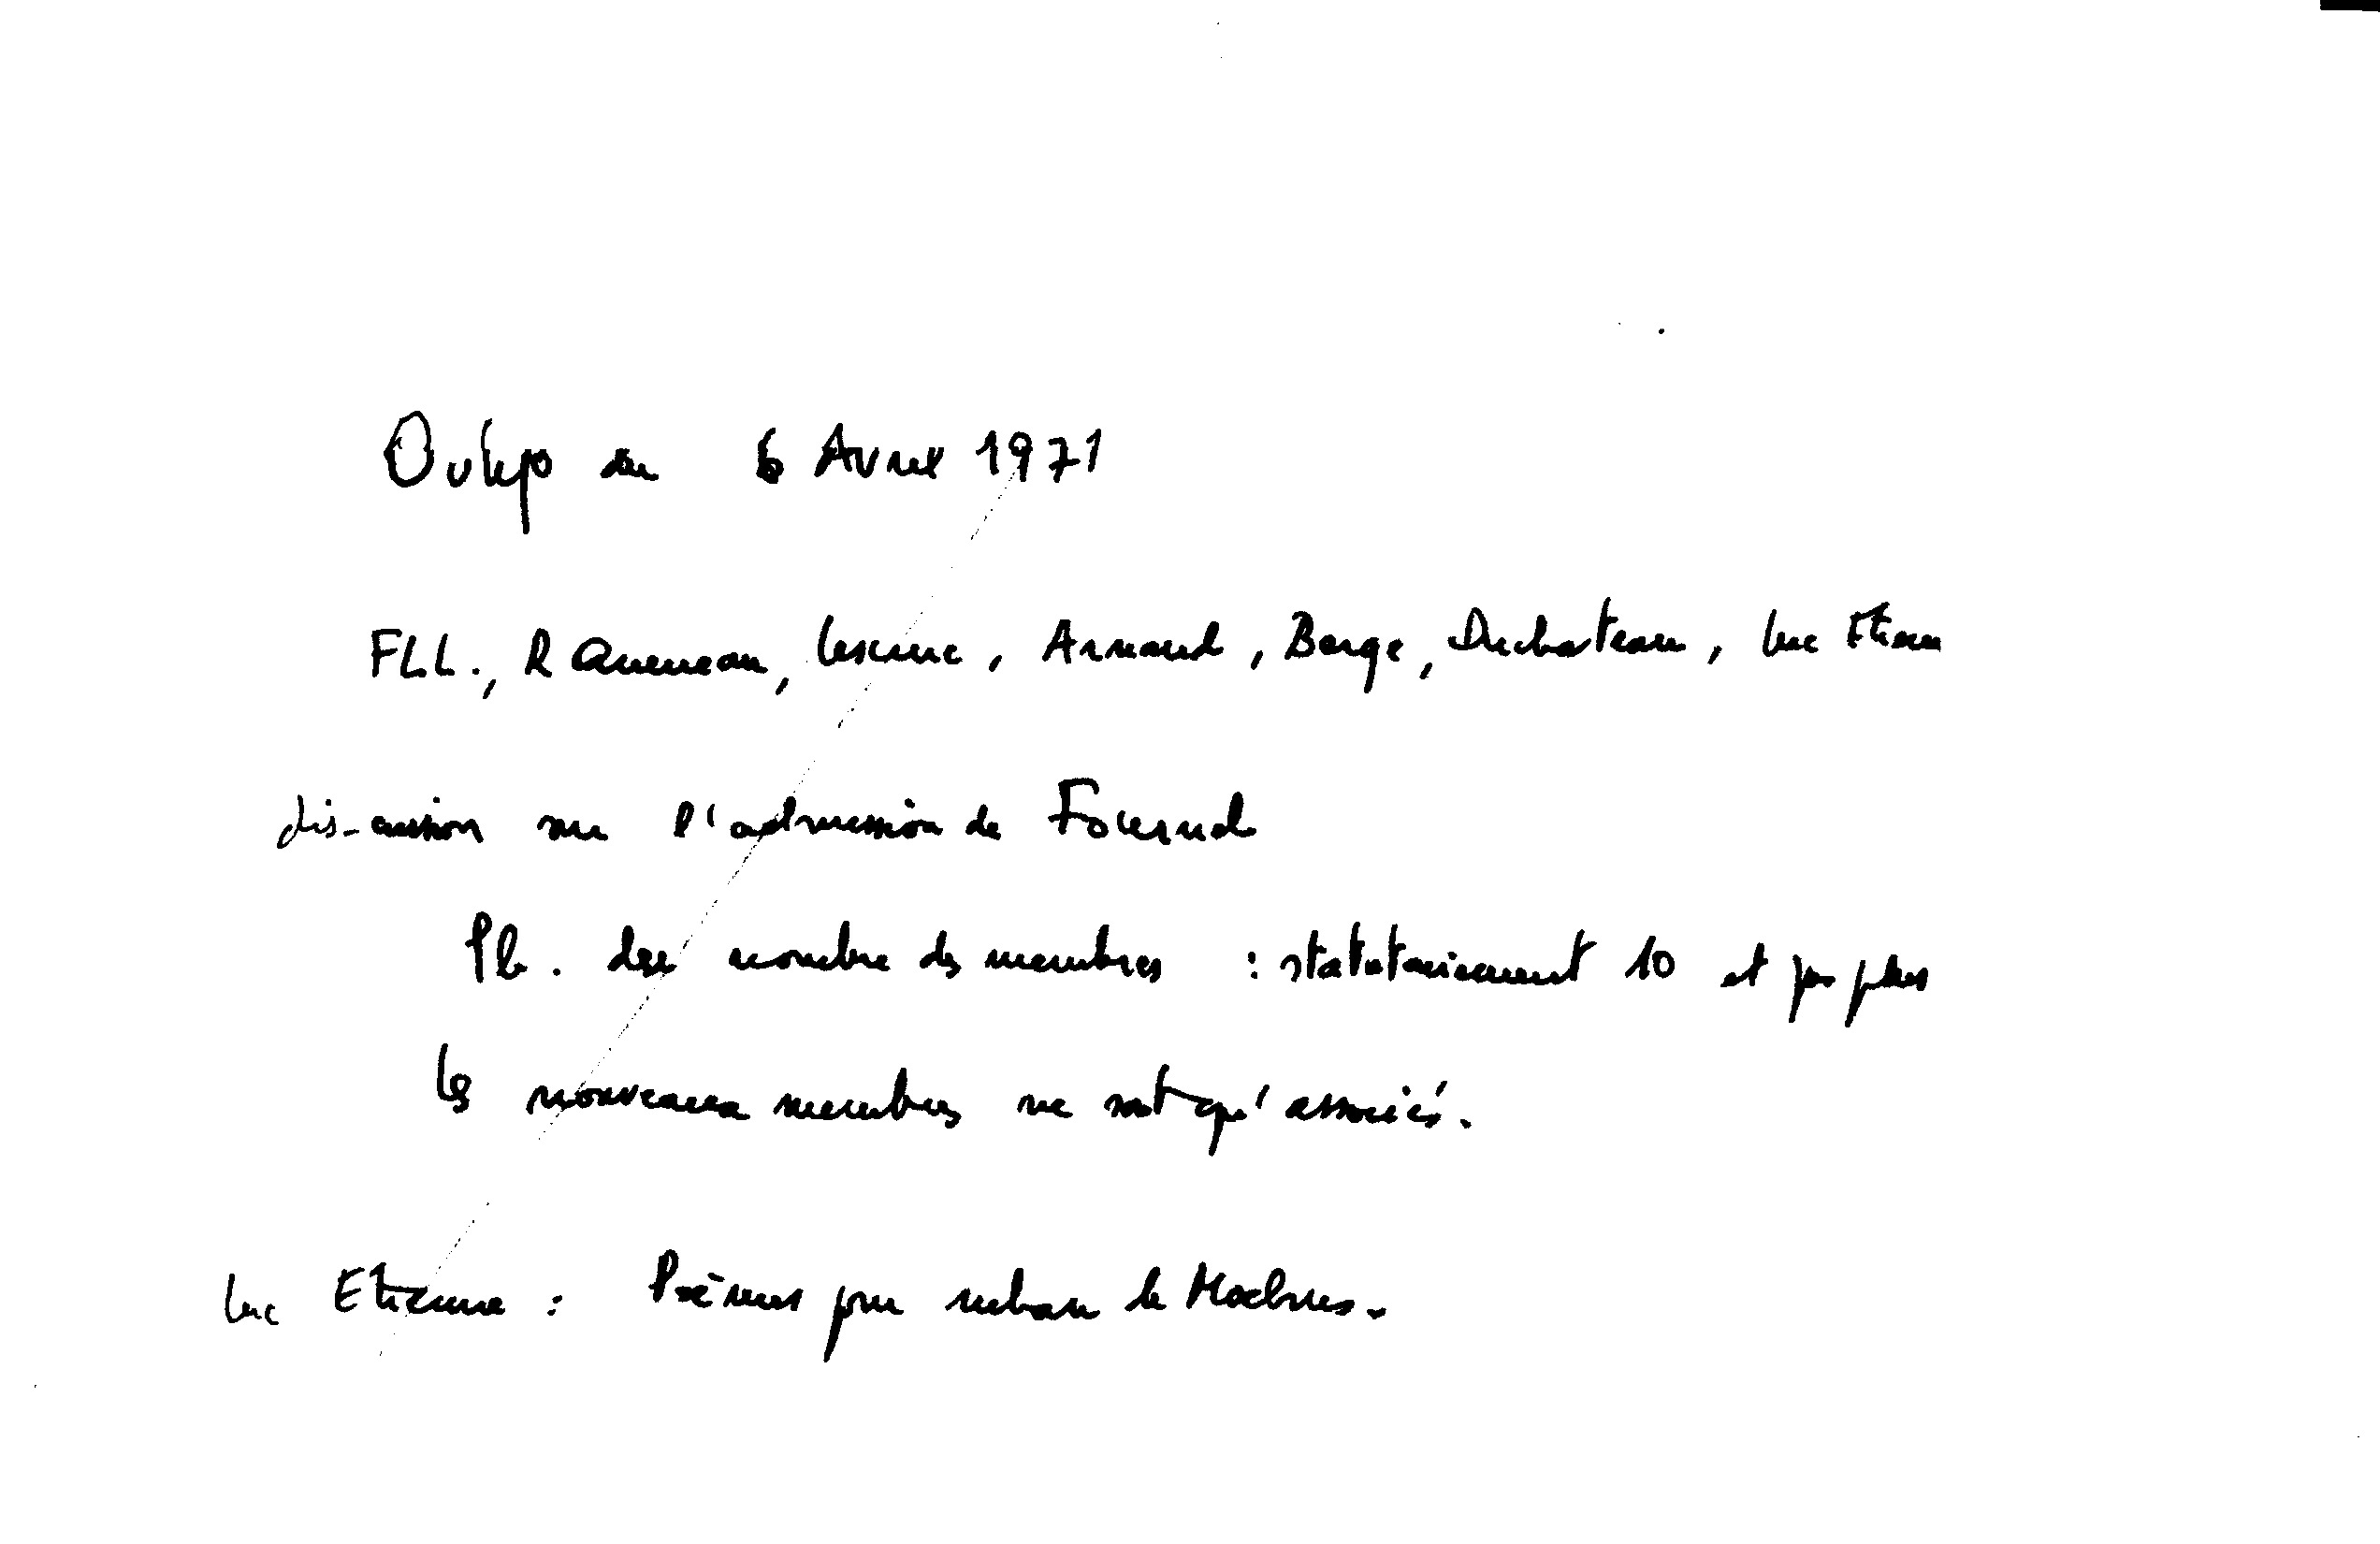 Oulipo du 6 Avril 1971
FLL., R Queneau, Lescure, Arnaud, Berge, Duchateau, Luc Etienne
discussion sur l'admission de Fournel
Pb. du nombre des membres : statutairement 10 et pas plus
Les nouveaux membres ne sont qu'associés.
Luc Etienne : Poèmes pour ruban de Moebius.